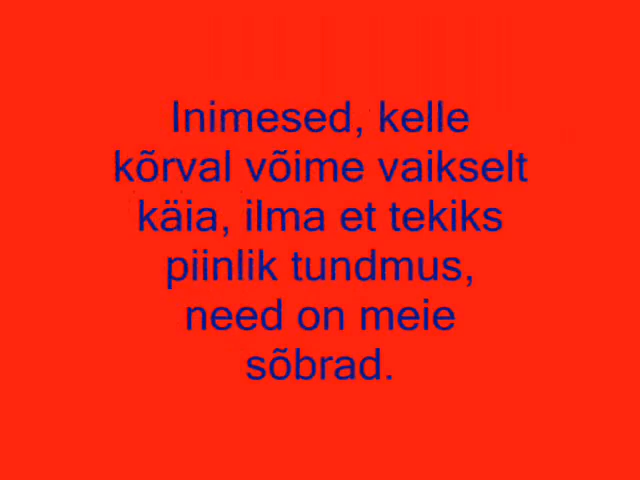 Inimesed, kelle
kõrval võime vaikselt
käia, ilma et tekiks
piinlik tundmus,
need on meie
sõbrad.